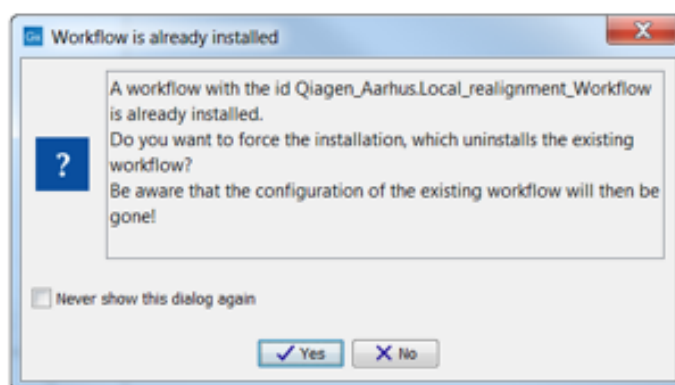 Workflow is already installed
A workflow with the id Qiagen_Aarhus.Local_realignment_Workflow
is already installed.
Do you want to force the installation, which uninstalls the existing
workflow?
Be aware that the configuration of the existing workflow will then be
gone!
?
Never show this dialog again
Yes
No